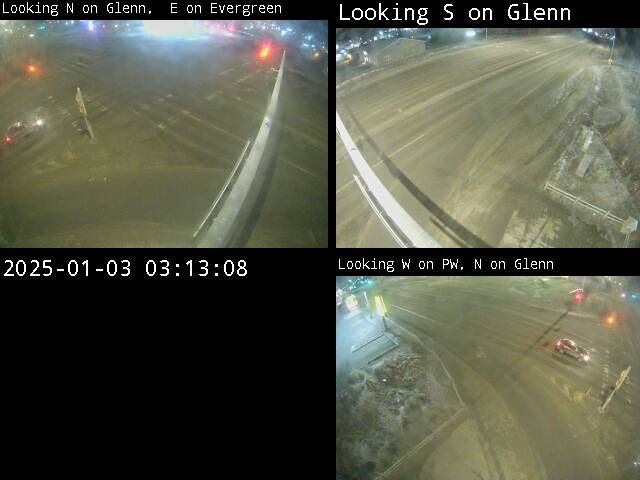 Looking N on Glenn,  E on Evergreen
Looking S on Glenn
2025-01-03 03:13:08
Looking W on PW, N on Glenn